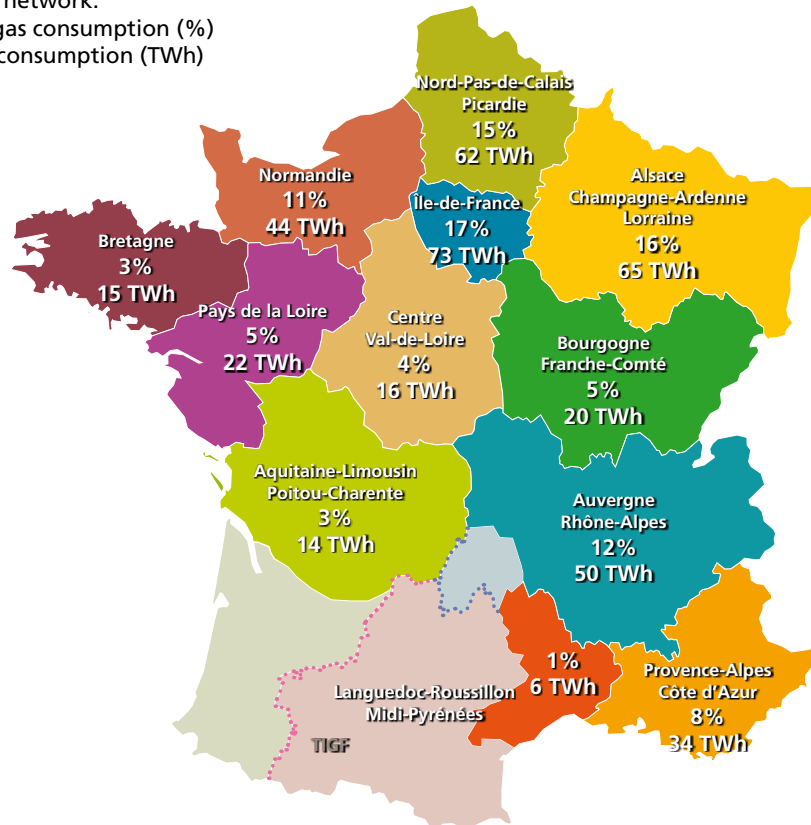 network.
gas consumption (%)
consumption (TWh)
Nord-Pas-de-Calais
Picardie
15%
62 TWh
Normandie
11%
44 TWh
Île-de-France
17%
73 TWh
Alsace
Champagne-Ardenne
Lorraine
16%
65 TWh
Bretagne
3%
15 TWh
Pays de la Loire
5%
22 TWh
Centre
Val-de-Loire
4%
16 TWh
Bourgogne
Franche-Comté
5%
20 TWh
Aquitaine-Limousin
Poitou-Charente
3%
14 TWh
Auvergne
Rhône-Alpes
12%
50 TWh
1%
6 TWh
Languedoc-Roussillon
Midi-Pyrénées
Provence-Alpes
Côte d'Azur
8%
34 TWh
TIGF